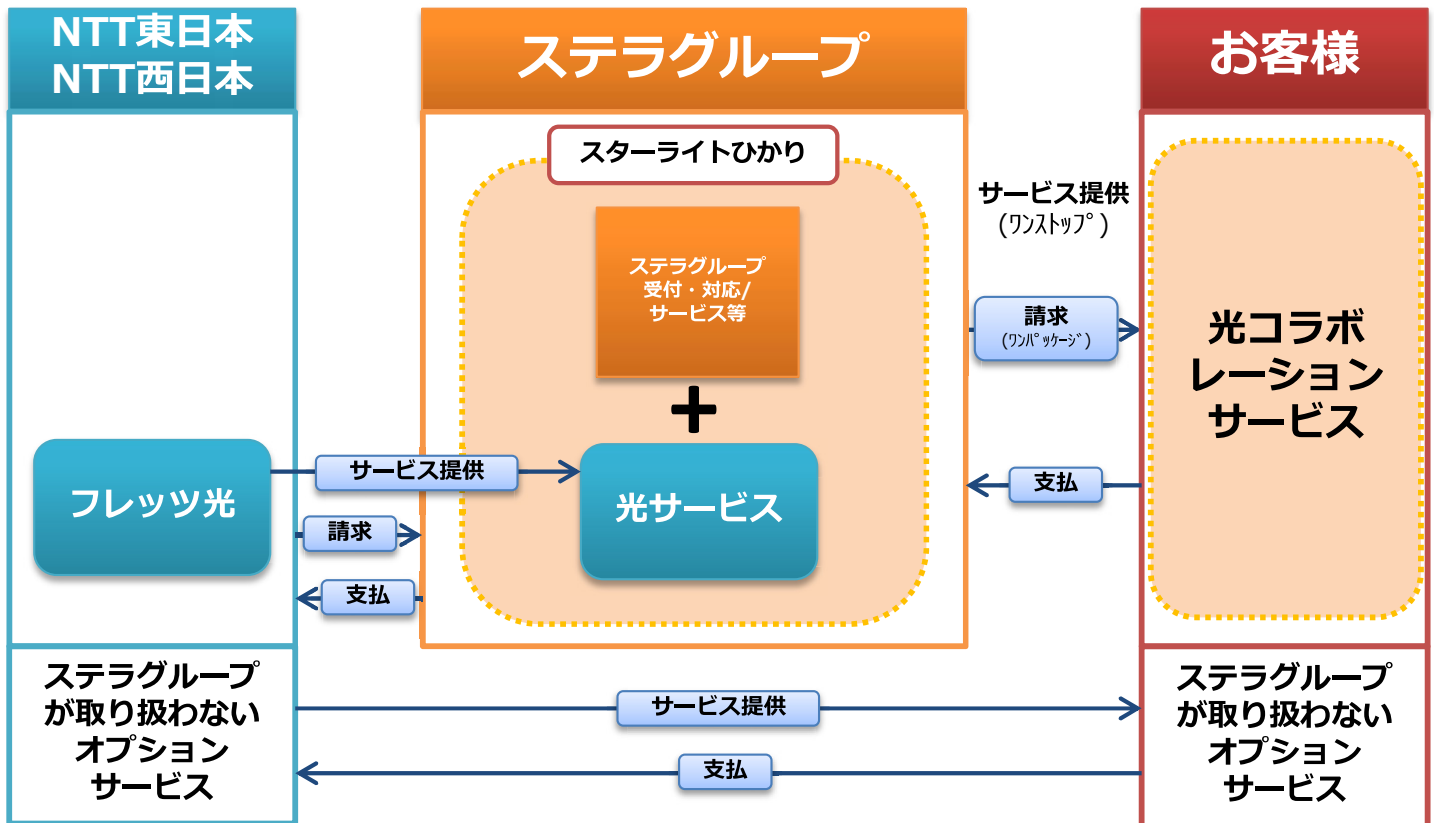 NTT東日本
NTT西日本
ステラグループ
お客様
スターライトひかり
ステラグループ
受付・対応/
サービス等
+
光サービス
フレッツ光
サービス提供
請求
支払
サービス提供
(ﾜﾝｽﾄｯﾌﾟ)
請求
(ﾜﾝﾊﾟｯｹｰｼﾞ)
支払
光コラボ
レーション
サービス
ステラグループ
が取り扱わない
オプション
サービス
サービス提供
支払
ステラグループ
が取り扱わない
オプション
サービス